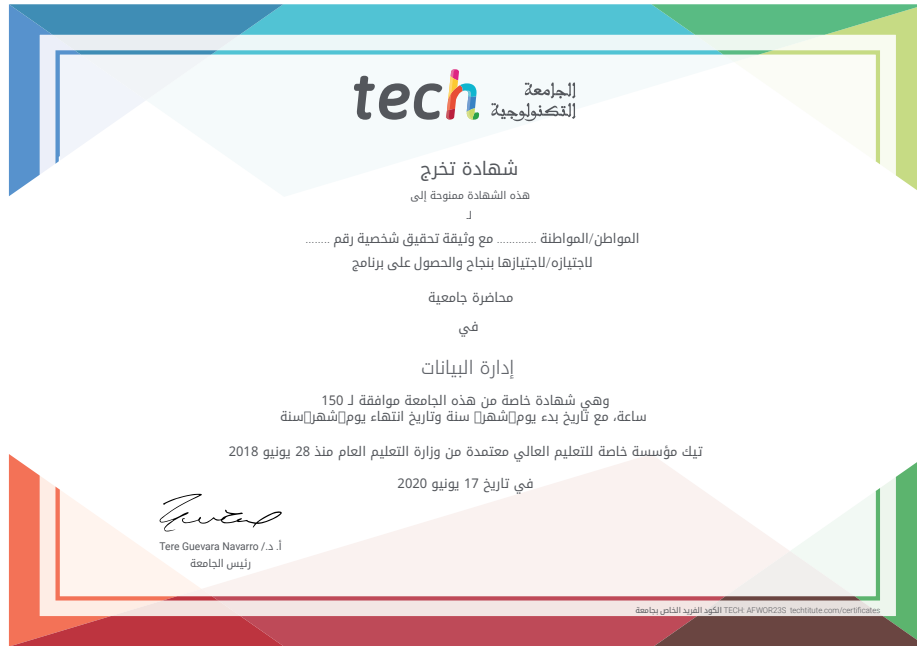 tech الجامعة
التكنولوجية
شهادة تخرج
هذه الشهادة ممنوحة إلى
لـ
المواطن/المواطنة ............ مع وثيقة تحقيق شخصية رقم ........
لاجتيازه/لاجتيازها بنجاح والحصول على برنامج
محاضرة جامعية
في
إدارة البيانات
وهي شهادة خاصة من هذه الجامعة موافقة لـ 150
ساعة، مع تاريخ بدء يوم▯شهر▯ سنة وتاريخ انتهاء يوم▯شهر▯سنة
تيك مؤسسة خاصة للتعليم العالي معتمدة من وزارة التعليم العام منذ 28 يونيو 2018
في تاريخ 17 يونيو 2020
أ. د./ Tere Guevara Navarro
رئيس الجامعة
الكود الفريد الخاص بجامعة TECH: AFWOR23S techtitute.com/certificates